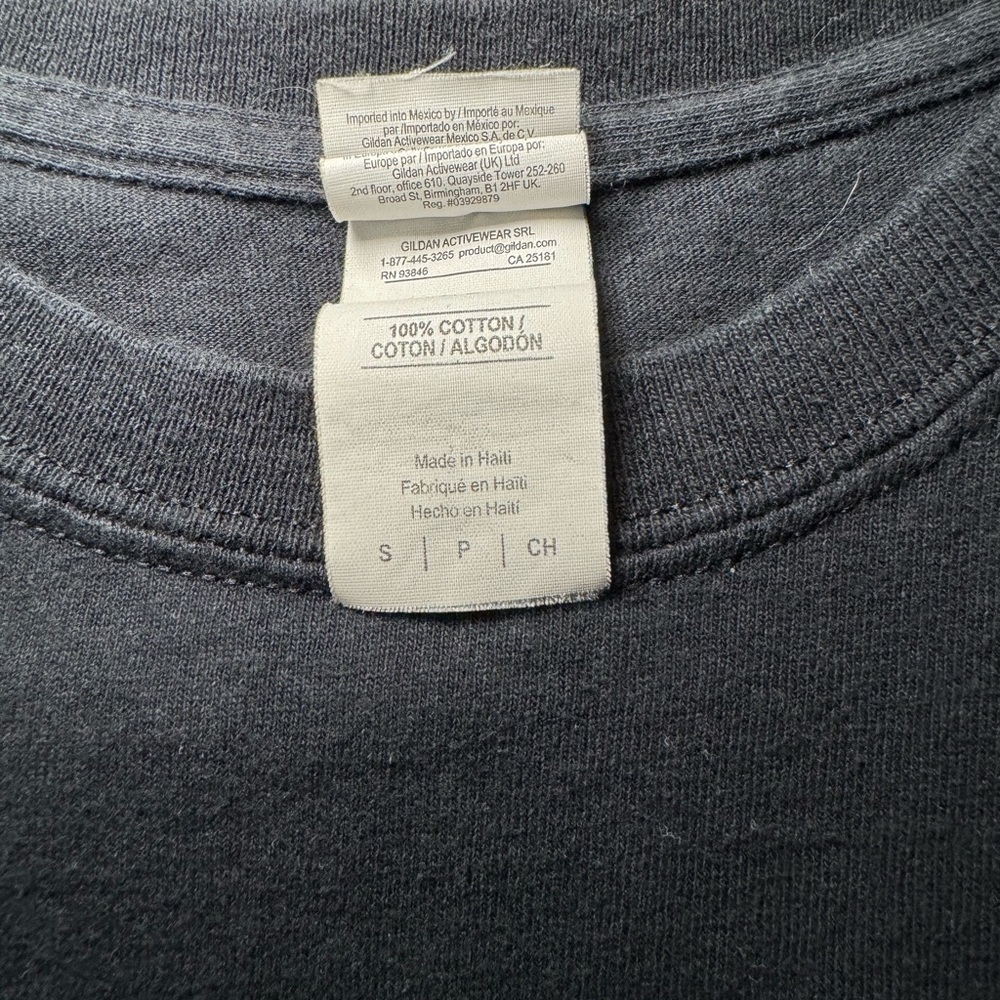 Imported into Mexico by / Importé au Mexique
par /Importado en México por:
Gildan Activewear Mexico S.A. de C.V.
Europe par / Importado en Europa por:
Gildan Activewear (UK) Ltd
2nd floor, office 610. Quayside Tower 252-260
Broad St, Birmingham, B1 2HF UK.
Reg. #03929879
GILDAN ACTIVEWEAR SRL
1-877-445-3265 product@gildan.com
RN 93846 CA 25181
100% COTTON /
COTON / ALGODÓN
Made in Haiti
Fabriqué en Haïti
Hecho en Haití
S | P | CH